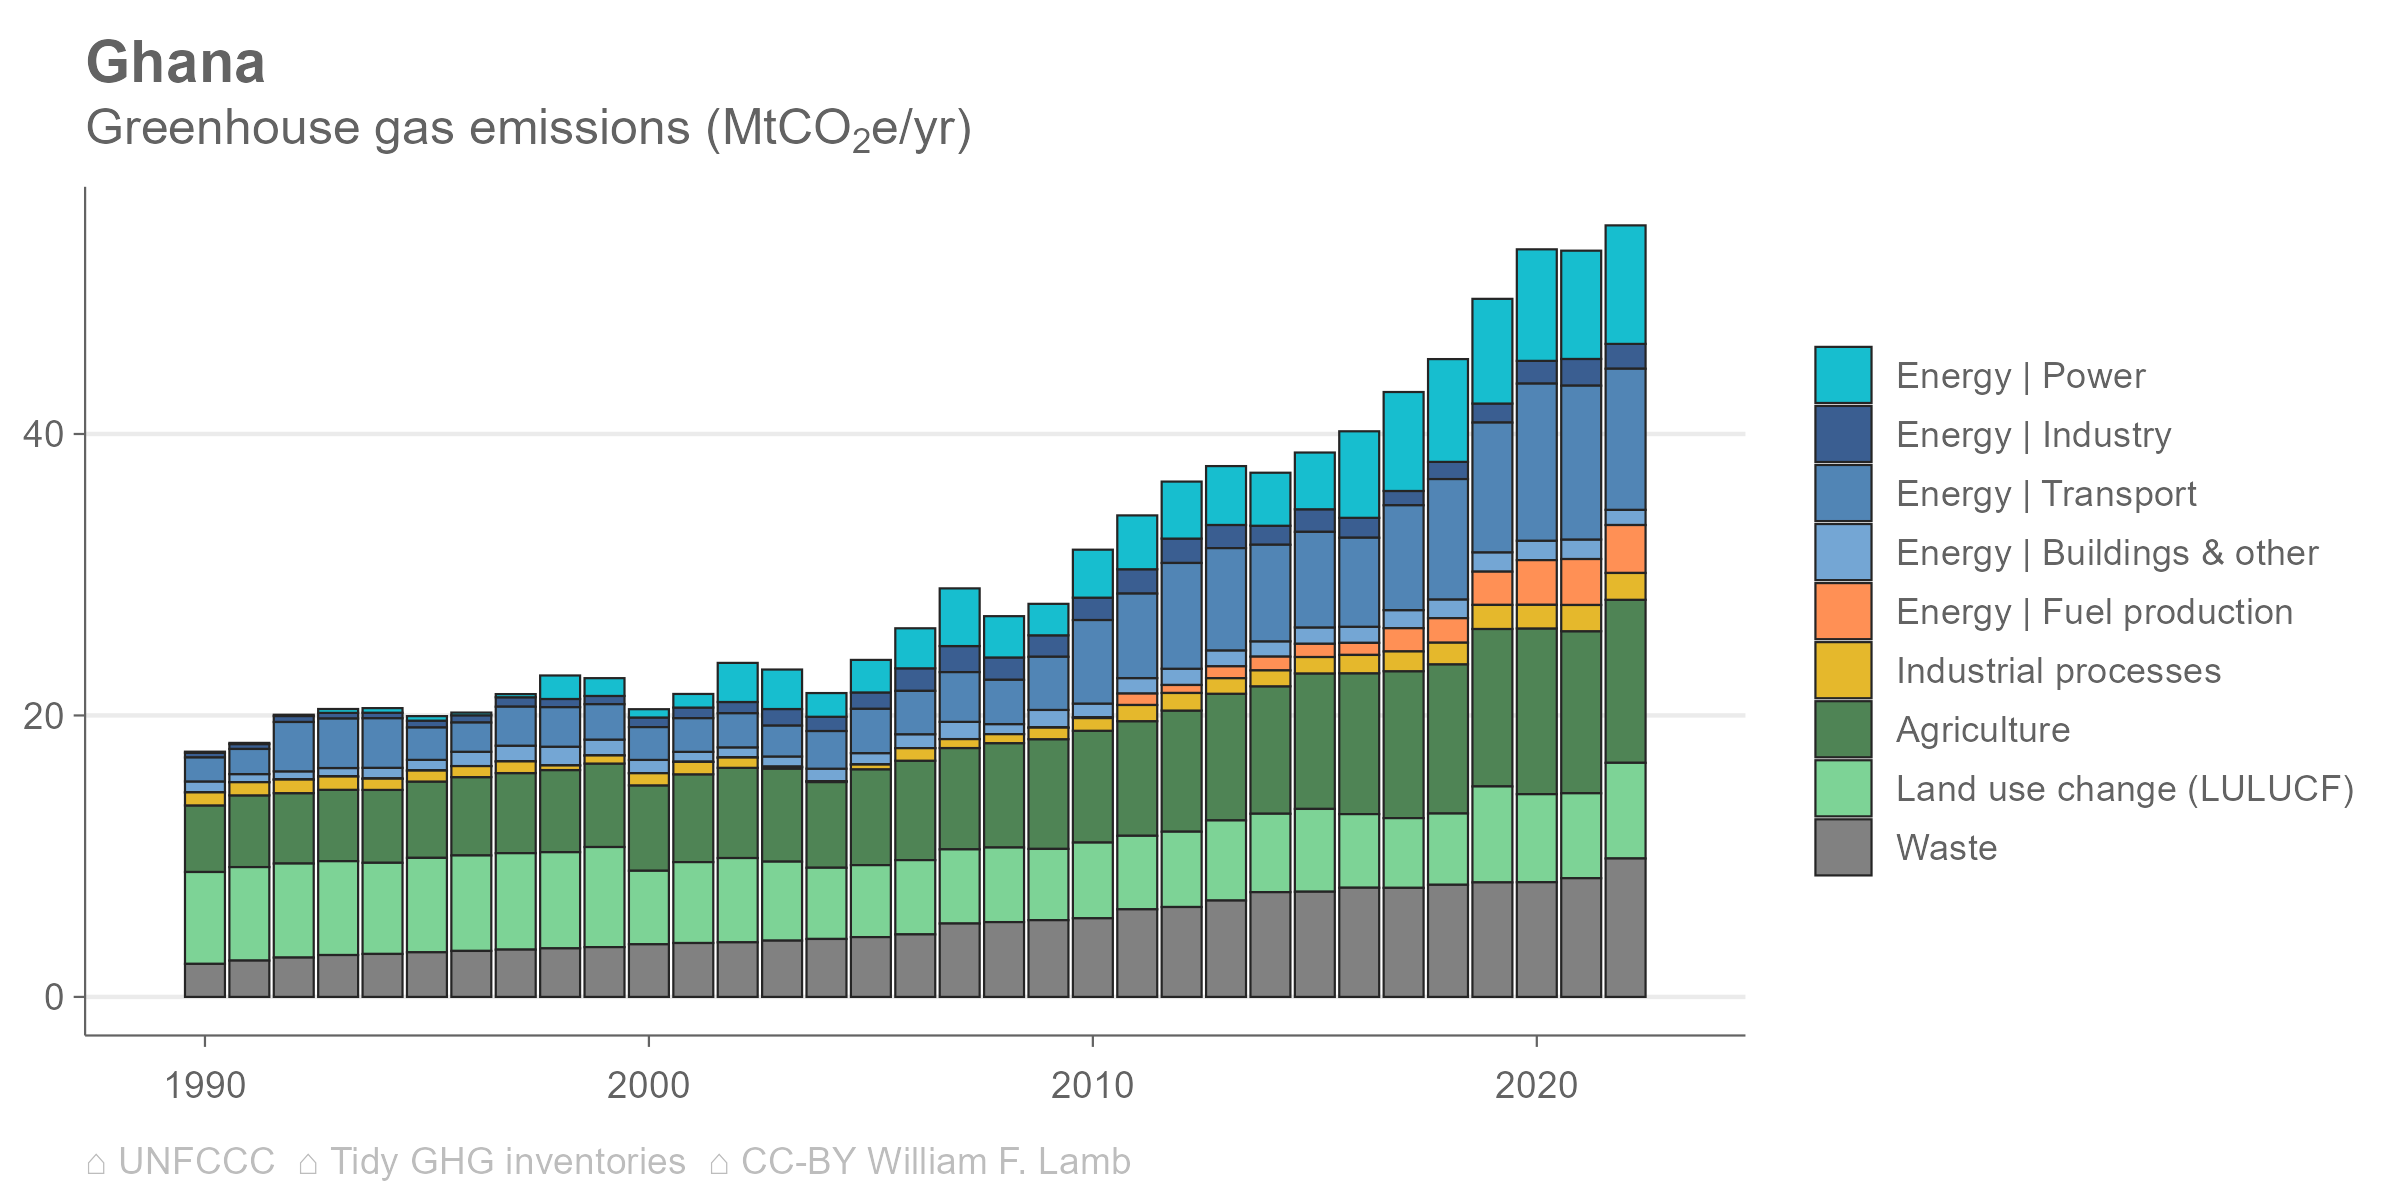 Ghana
Greenhouse gas emissions (MtCO₂e/yr)
40
20
0
1990
2000
2010
2020
Energy | Power
Energy | Industry
Energy | Transport
Energy | Buildings & other
Energy | Fuel production
Industrial processes
Agriculture
Land use change (LULUCF)
Waste
⌂ UNFCCC ⌂ Tidy GHG inventories ⌂ CC-BY William F. Lamb